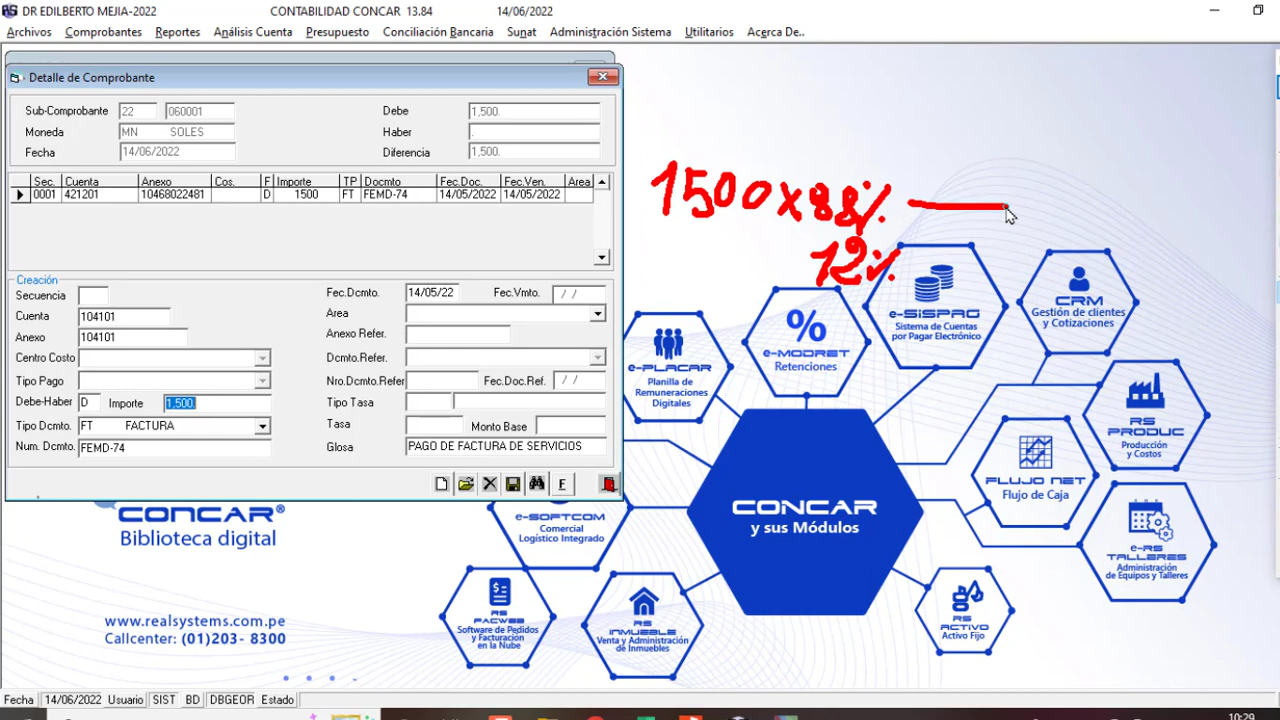 DR EDILBERTO MEJIA-2022 CONTABILIDAD CONCAR 13.84 14/06/2022
Archivos Comprobantes Reportes Análisis Cuenta Presupuesto Conciliación Bancaria Sunat Utilitarios Administración Sistema Acerca De..
Detalle de Comprobante
Sub-Comprobante 22 060001 Debe 1,500.
Moneda MN SOLES Haber .
Fecha 14/06/2022 Diferencia 1,500.
Sec. Cuenta Anexo Cos. F Importe TP Docmto Fec.Doc. Fec.Ven. Area
0001 421201 10468022481 D 1500 FT FEMD-74 14/05/2022 14/05/2022
Creación
Secuencia Fec.Dcmto. 14/05/22 Fec.Vmto. / /
Cuenta 104101 Area
Anexo 104101 Anexo Refer.
Centro Costo Dcmto.Refer.
Tipo Pago Nro.Dcmto.Refer Fec.Doc.Ref. / /
Debe-Haber D Importe 1,500. Tipo Tasa
Tipo Dcmto. FT FACTURA Tasa Monto Base
Num. Dcmto. FEMD-74 Glosa PAGO DE FACTURA DE SERVICIOS
F
1500 x 88%
12%
e-SISPAG
Sistema de Cuentas
por Pagar Electrónico
CRM
Gestión de clientes
y Cotizaciones
e-PLACAR
Planilla de
Remuneraciones
Digitales
%
e-MODRET
Retenciones
RS
PRODUC
Producción
y Costos
FLUJO NET
Flujo de Caja
CONCAR
y sus Módulos
e-SOFTCOM
Comercial
Logístico Integrado
e-RS
TALLERES
Administración
de Equipos y Talleres
RS
PACWEB
Software de Pedidos
y Facturación
en la Nube
RS
INMUEBLE
Venta y Administración
de Inmuebles
RS
ACTIVO
Activo Fijo
CONCAR®
Biblioteca digital
www.realsystems.com.pe
Callcenter: (01)203- 8300
Fecha 14/06/2022 Usuario SIST BD DBGEOR Estado
10:29